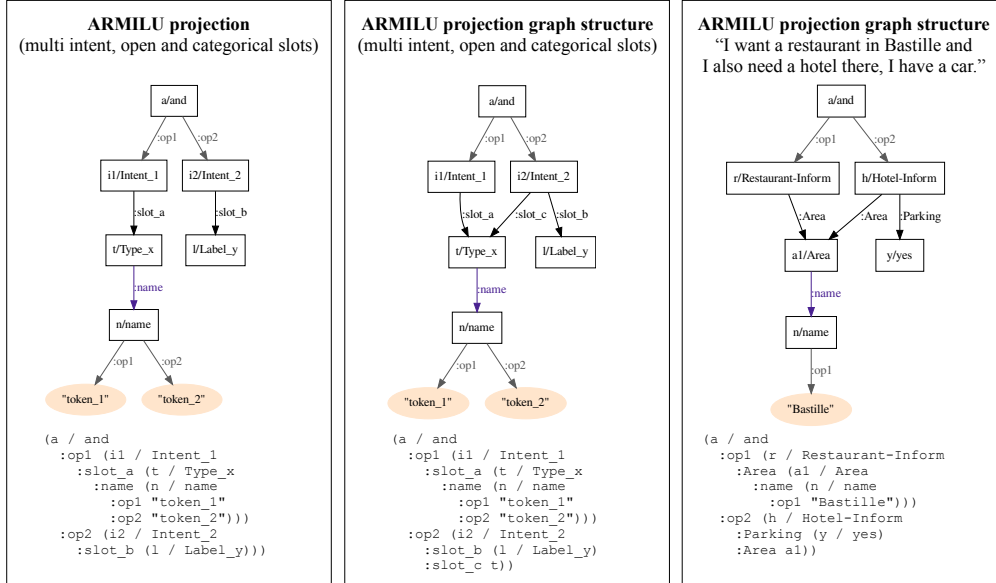 ARMILU projection
(multi intent, open and categorical slots)
a/and
:op1 :op2
i1/Intent_1 i2/Intent_2
:slot_a :slot_b
t/Type_x l/Label_y
:name
n/name
:op1 :op2
"token_1" "token_2"
(a / and
  :op1 (i1 / Intent_1
    :slot_a (t / Type_x
      :name (n / name
        :op1 "token_1"
        :op2 "token_2")))
  :op2 (i2 / Intent_2
    :slot_b (l / Label_y)))
ARMILU projection graph structure
(multi intent, open and categorical slots)
a/and
:op1 :op2
i1/Intent_1 i2/Intent_2
:slot_a :slot_c :slot_b
t/Type_x l/Label_y
:name
n/name
:op1 :op2
"token_1" "token_2"
(a / and
  :op1 (i1 / Intent_1
    :slot_a (t / Type_x
      :name (n / name
        :op1 "token_1"
        :op2 "token_2")))
  :op2 (i2 / Intent_2
    :slot_b (l / Label_y)
    :slot_c t))
ARMILU projection graph structure
“I want a restaurant in Bastille and
I also need a hotel there, I have a car.”
a/and
:op1 :op2
r/Restaurant-Inform h/Hotel-Inform
:Area :Area :Parking
a1/Area y/yes
:name
n/name
:op1
"Bastille"
(a / and
  :op1 (r / Restaurant-Inform
    :Area (a1 / Area
      :name (n / name
        :op1 "Bastille")))
  :op2 (h / Hotel-Inform
    :Parking (y / yes)
    :Area a1))